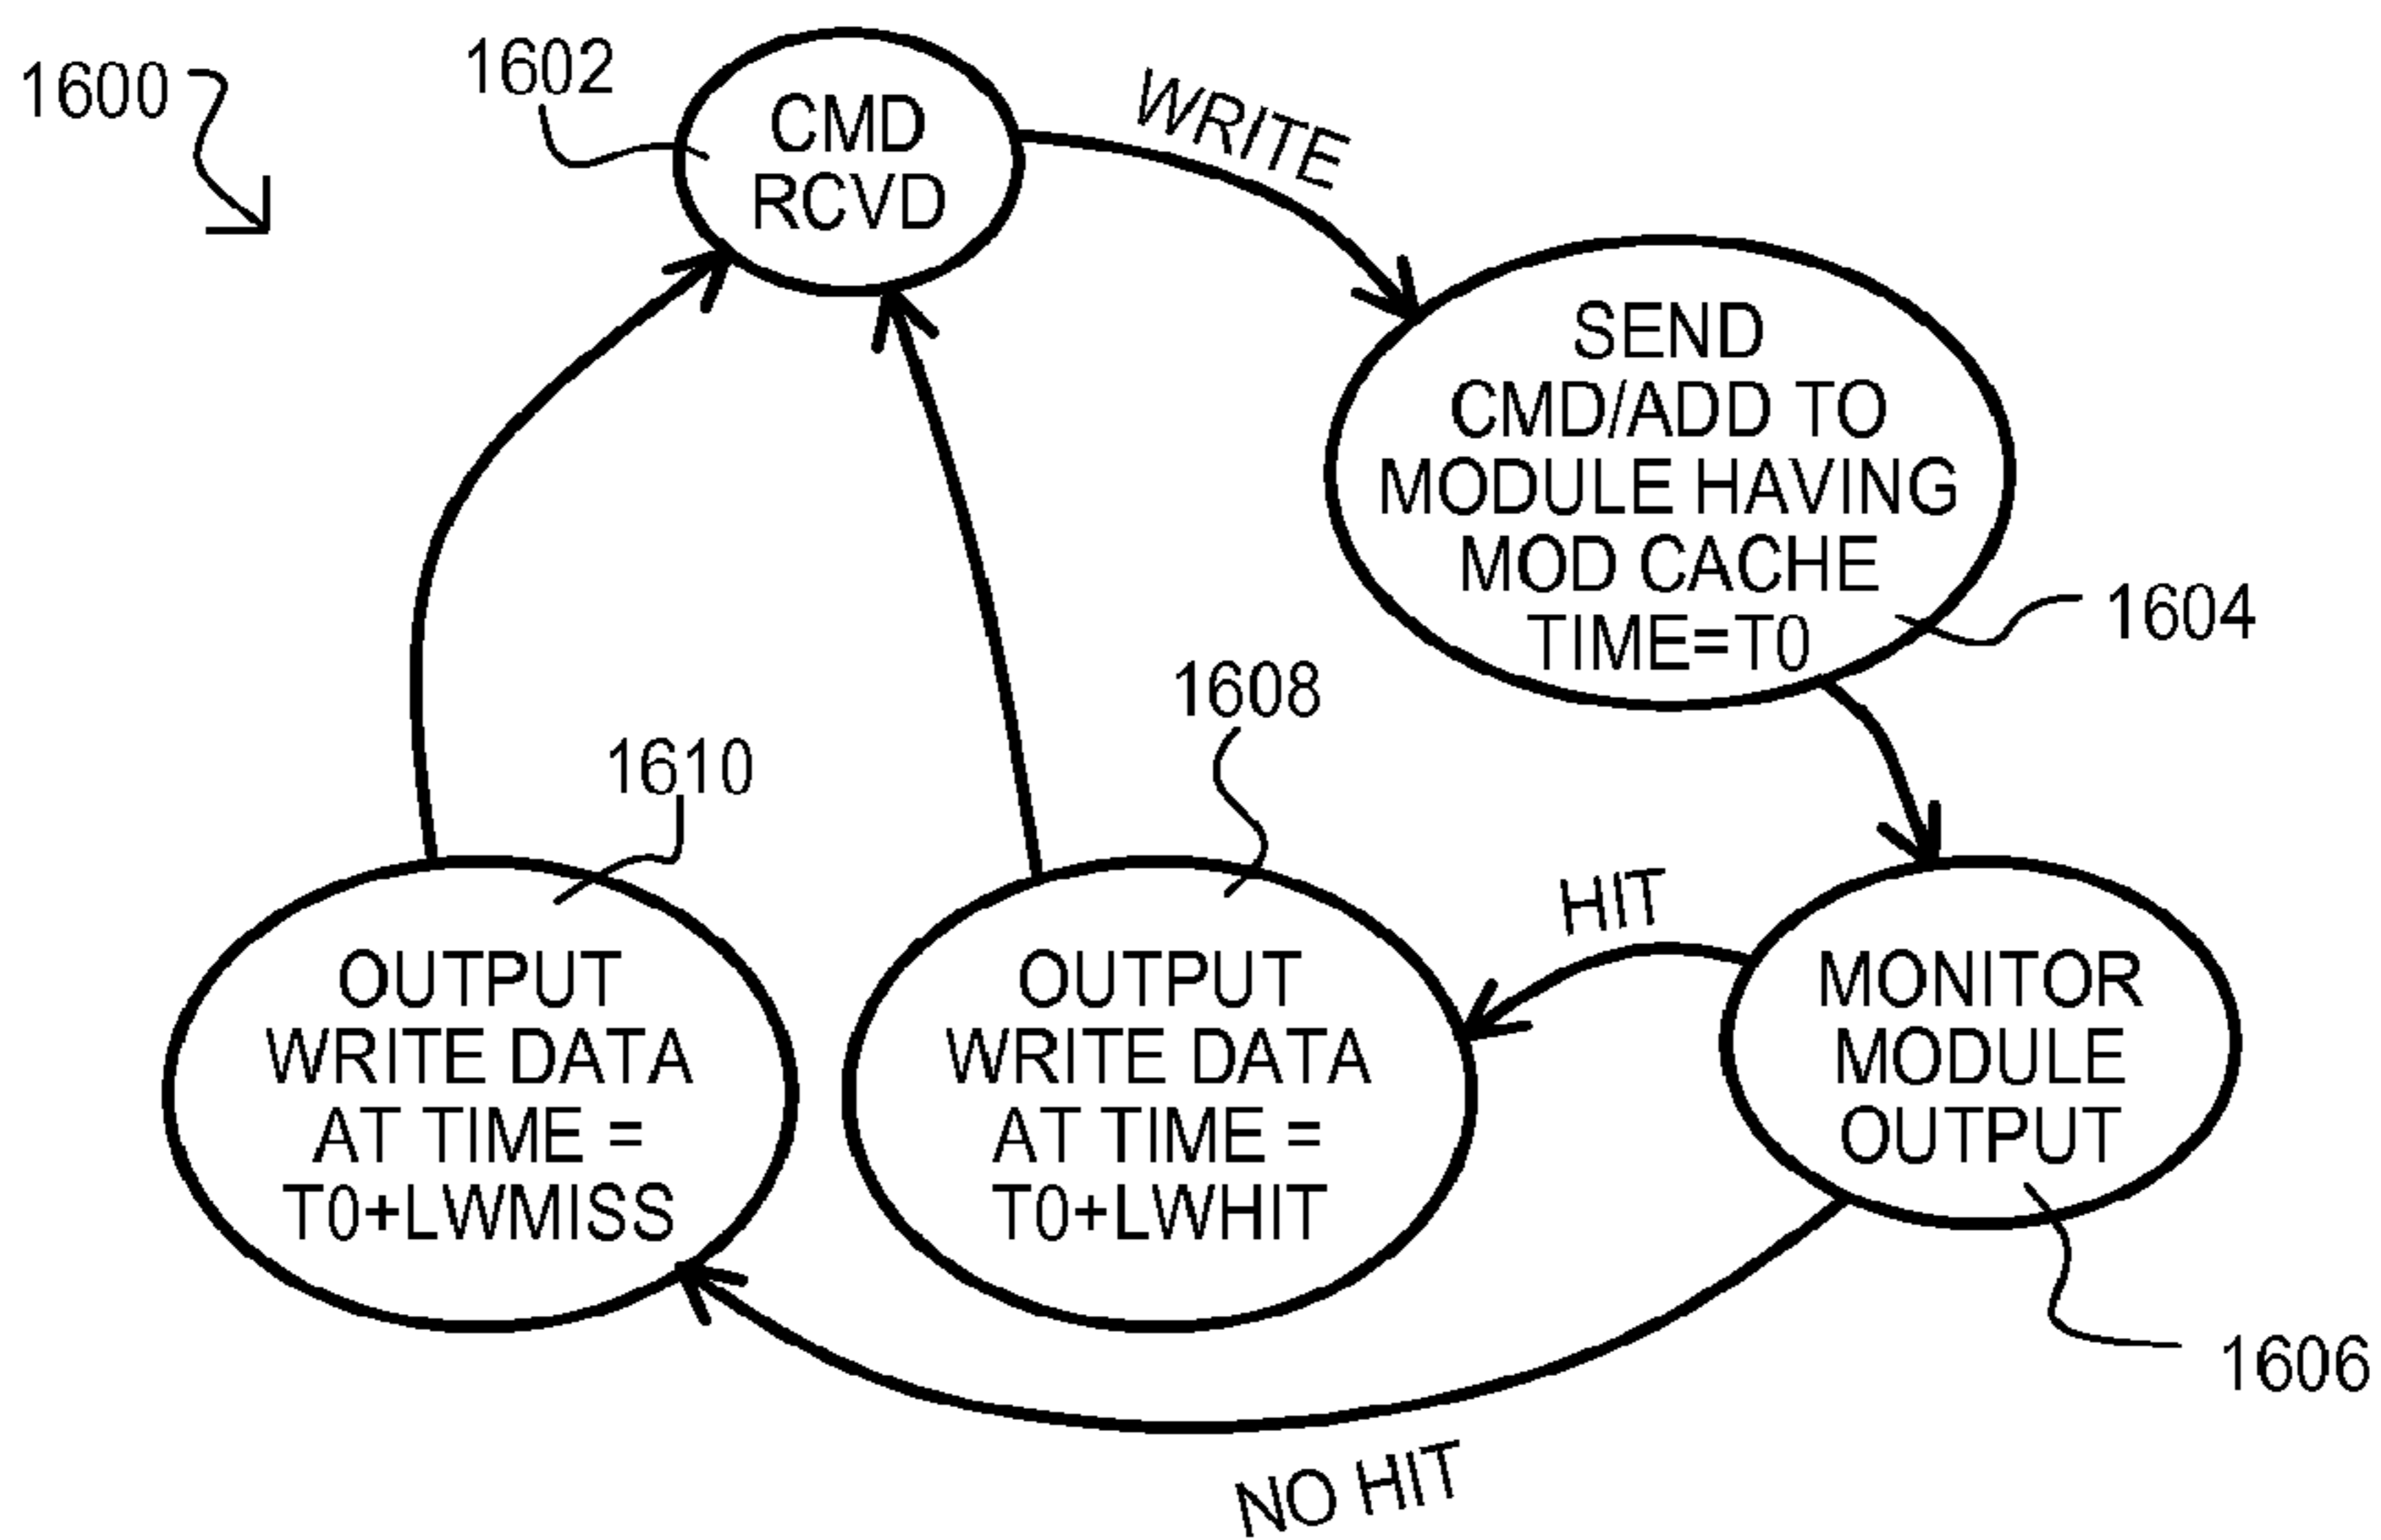 1600
1602
CMD
RCVD
WRITE
SEND
CMD/ADD TO
MODULE HAVING
MOD CACHE
TIME=T0
1604
1608
1610
HIT
OUTPUT
WRITE DATA
AT TIME =
T0+LWMISS
OUTPUT
WRITE DATA
AT TIME =
T0+LWHIT
MONITOR
MODULE
OUTPUT
1606
NO HIT